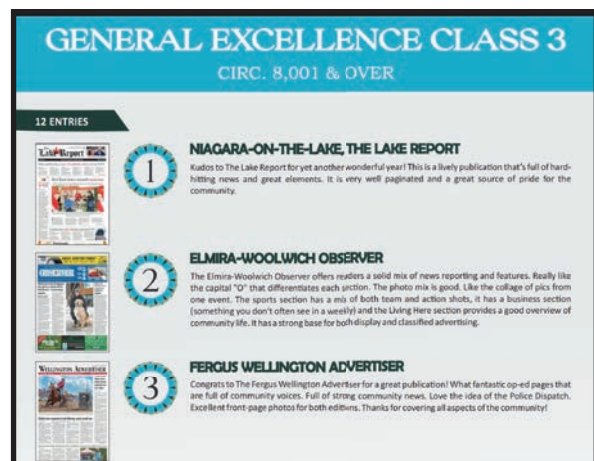 GENERAL EXCELLENCE CLASS 3
CIRC. 8,001 & OVER
12 ENTRIES
The Lake Report
1
NIAGARA-ON-THE-LAKE, THE LAKE REPORT
Kudos to The Lake Report for yet another wonderful year! This is a lively publication that's full of hard-
hitting news and great elements. It is very well paginated and a great source of pride for the
community.
OBSERVER
2
ELMIRA-WOOLWICH OBSERVER
The Elmira-Woolwich Observer offers readers a solid mix of news reporting and features. Really like
the capital "O" that differentiates each section. The photo mix is good. Like the collage of pics from
one event. The sports section has a mix of both team and action shots, it has a business section
(something you don't often see in a weekly) and the Living Here section provides a good overview of
community life. It has a strong base for both display and classified advertising.
WELLINGTON ADVERTISER
3
FERGUS WELLINGTON ADVERTISER
Congrats to The Fergus Wellington Advertiser for a great publication! What fantastic op-ed pages that
are full of community voices. Full of strong community news. Love the idea of the Police Dispatch.
Excellent front-page photos for both editions. Thanks for covering all aspects of the community!